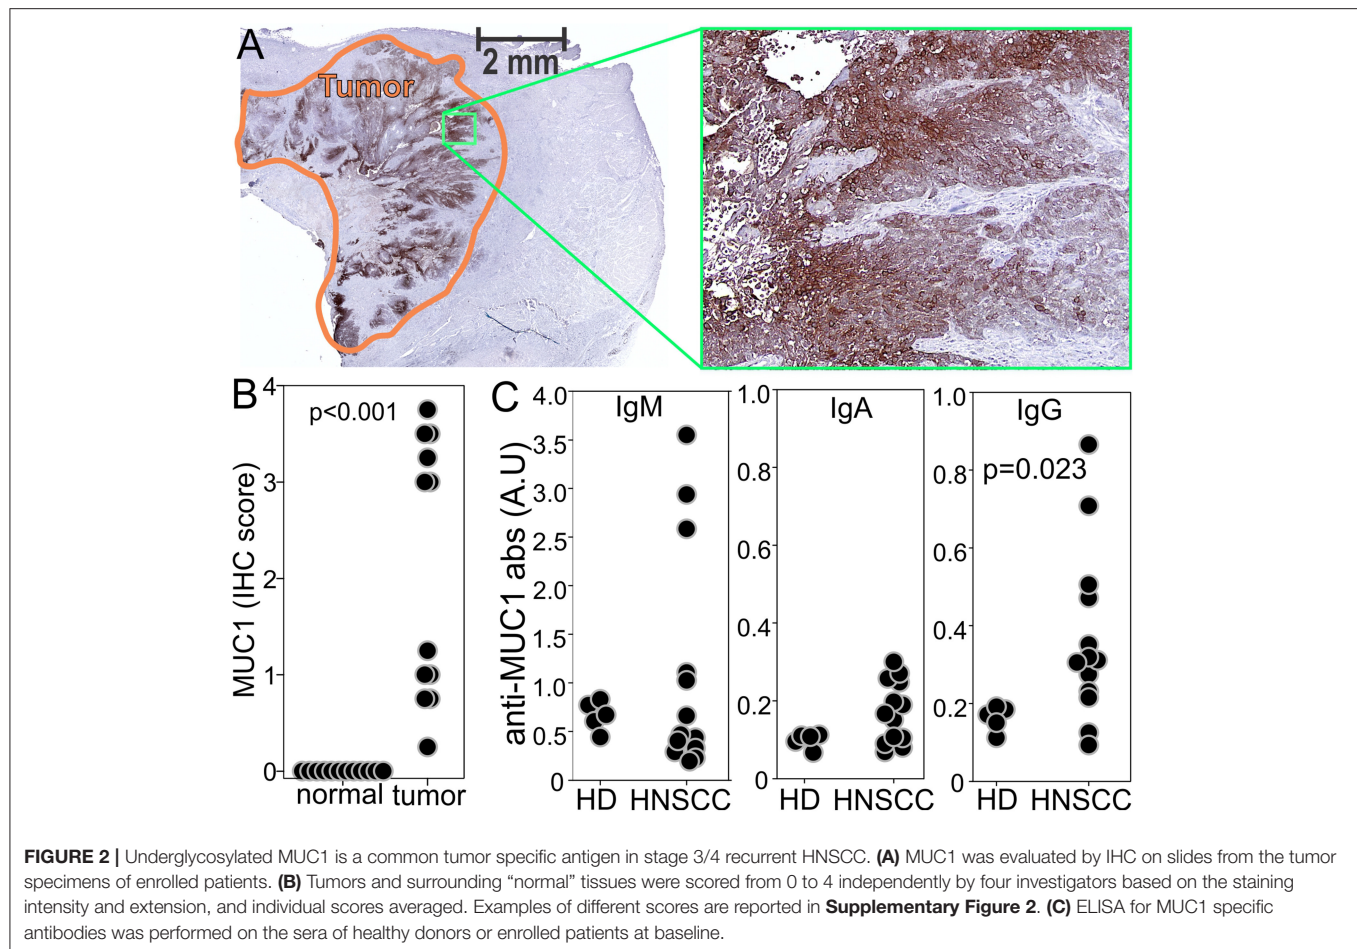 A
2 mm
Tumor
B
MUC1 (IHC score)
4
3
2
1
0
p<0.001
normal
tumor
C
anti-MUC1 abs (A.U)
IgM
4.0
3.5
3.0
2.5
2.0
1.5
1.0
0.5
0
HD HNSCC
IgA
1.0
0.8
0.6
0.4
0.2
0
HD HNSCC
IgG
p=0.023
1.0
0.8
0.6
0.4
0.2
0
HD HNSCC
FIGURE 2 | Underglycosylated MUC1 is a common tumor specific antigen in stage 3/4 recurrent HNSCC. (A) MUC1 was evaluated by IHC on slides from the tumor
specimens of enrolled patients. (B) Tumors and surrounding “normal” tissues were scored from 0 to 4 independently by four investigators based on the staining
intensity and extension, and individual scores averaged. Examples of different scores are reported in Supplementary Figure 2. (C) ELISA for MUC1 specific
antibodies was performed on the sera of healthy donors or enrolled patients at baseline.